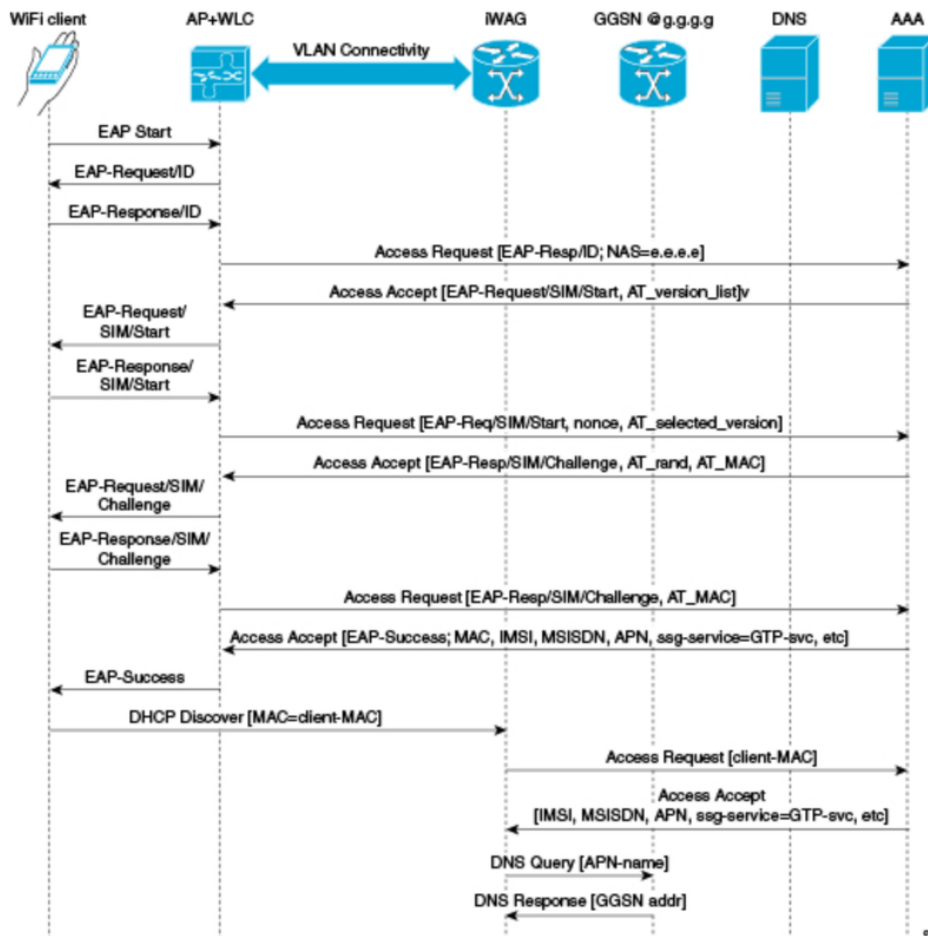 WiFi client
AP+WLC
iWAG
GGSN @g.g.g.g
DNS
AAA
VLAN Connectivity
EAP Start
EAP-Request/ID
EAP-Response/ID
Access Request [EAP-Resp/ID; NAS=e.e.e.e]
Access Accept [EAP-Request/SIM/Start, AT_version_list]v
EAP-Request/
SIM/Start
EAP-Response/
SIM/Start
Access Request [EAP-Req/SIM/Start, nonce, AT_selected_version]
Access Accept [EAP-Resp/SIM/Challenge, AT_rand, AT_MAC]
EAP-Request/SIM/
Challenge
EAP-Response/SIM/
Challenge
Access Request [EAP-Resp/SIM/Challenge, AT_MAC]
Access Accept [EAP-Success; MAC, IMSI, MSISDN, APN, ssg-service=GTP-svc, etc]
EAP-Success
DHCP Discover [MAC=client-MAC]
Access Request [client-MAC]
Access Accept
[IMSI, MSISDN, APN, ssg-service=GTP-svc, etc]
DNS Query [APN-name]
DNS Response [GGSN addr]